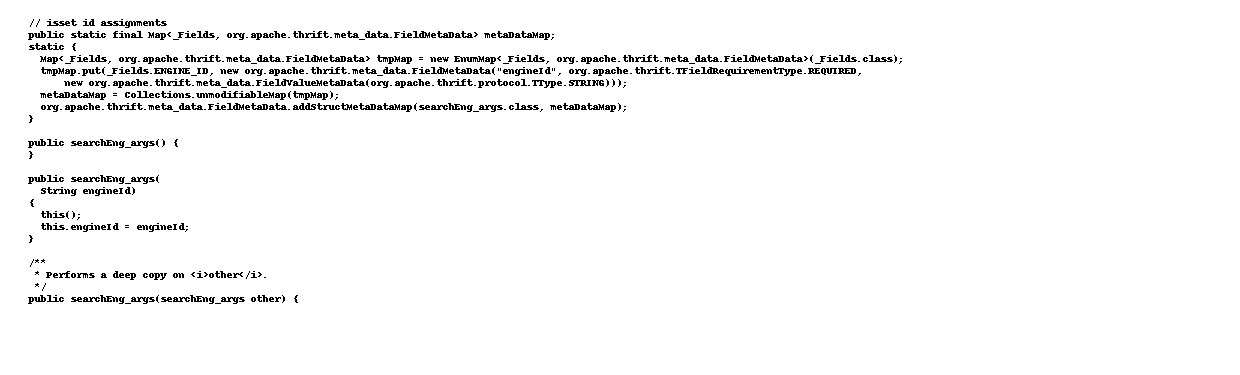 // isset id assignments
public static final Map<_Fields, org.apache.thrift.meta_data.FieldMetaData> metaDataMap;
static {
  Map<_Fields, org.apache.thrift.meta_data.FieldMetaData> tmpMap = new EnumMap<_Fields, org.apache.thrift.meta_data.FieldMetaData>(_Fields.class);
  tmpMap.put(_Fields.ENGINE_ID, new org.apache.thrift.meta_data.FieldMetaData("engineId", org.apache.thrift.TFieldRequirementType.REQUIRED,
      new org.apache.thrift.meta_data.FieldValueMetaData(org.apache.thrift.protocol.TType.STRING)));
  metaDataMap = Collections.unmodifiableMap(tmpMap);
  org.apache.thrift.meta_data.FieldMetaData.addStructMetaDataMap(searchEng_args.class, metaDataMap);
}

public searchEng_args() {
}

public searchEng_args(
  String engineId)
{
  this();
  this.engineId = engineId;
}

/**
 * Performs a deep copy on <i>other</i>.
 */
public searchEng_args(searchEng_args other) {